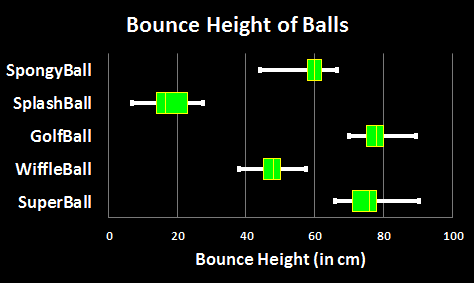 Bounce Height of Balls
SpongyBall
SplashBall
GolfBall
WiffleBall
SuperBall
0 20 40 60 80 100
Bounce Height (in cm)